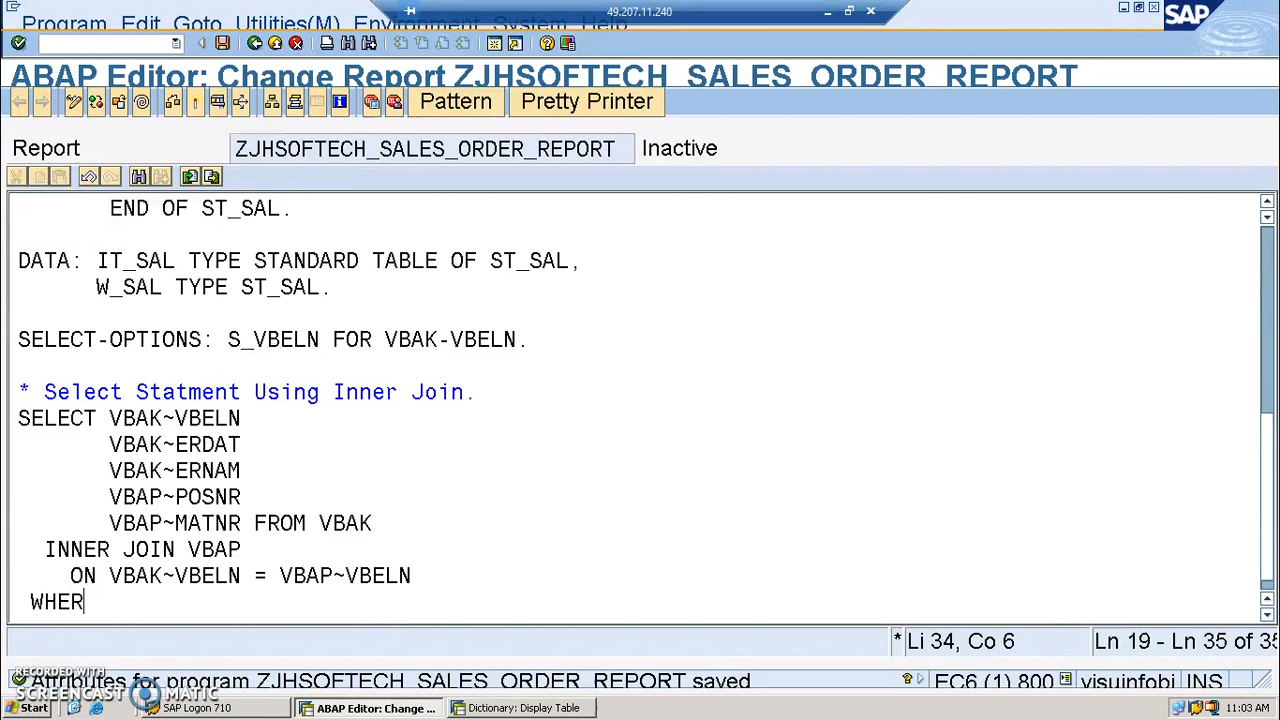 49.207.11.240
Program Edit Goto Utilities(M) Environment System Help
SAP
ABAP Editor: Change Report ZJHSOFTECH_SALES_ORDER_REPORT
Pattern Pretty Printer
Report ZJHSOFTECH_SALES_ORDER_REPORT Inactive
END OF ST_SAL.
DATA: IT_SAL TYPE STANDARD TABLE OF ST_SAL,
W_SAL TYPE ST_SAL.
SELECT-OPTIONS: S_VBELN FOR VBAK-VBELN.
* Select Statment Using Inner Join.
SELECT VBAK~VBELN
VBAK~ERDAT
VBAK~ERNAM
VBAP~POSNR
VBAP~MATNR FROM VBAK
INNER JOIN VBAP
ON VBAK~VBELN = VBAP~VBELN
WHER
* Li 34, Co 6 Ln 19 - Ln 35 of 35
RECORDED WITH
SCREENCAST MATIC
Attributes for program ZJHSOFTECH_SALES_ORDER_REPORT saved
EC6 (1) 800 visuinfobi INS
Start SAP Logon 710 ABAP Editor: Change ... Dictionary: Display Table 11:03 AM